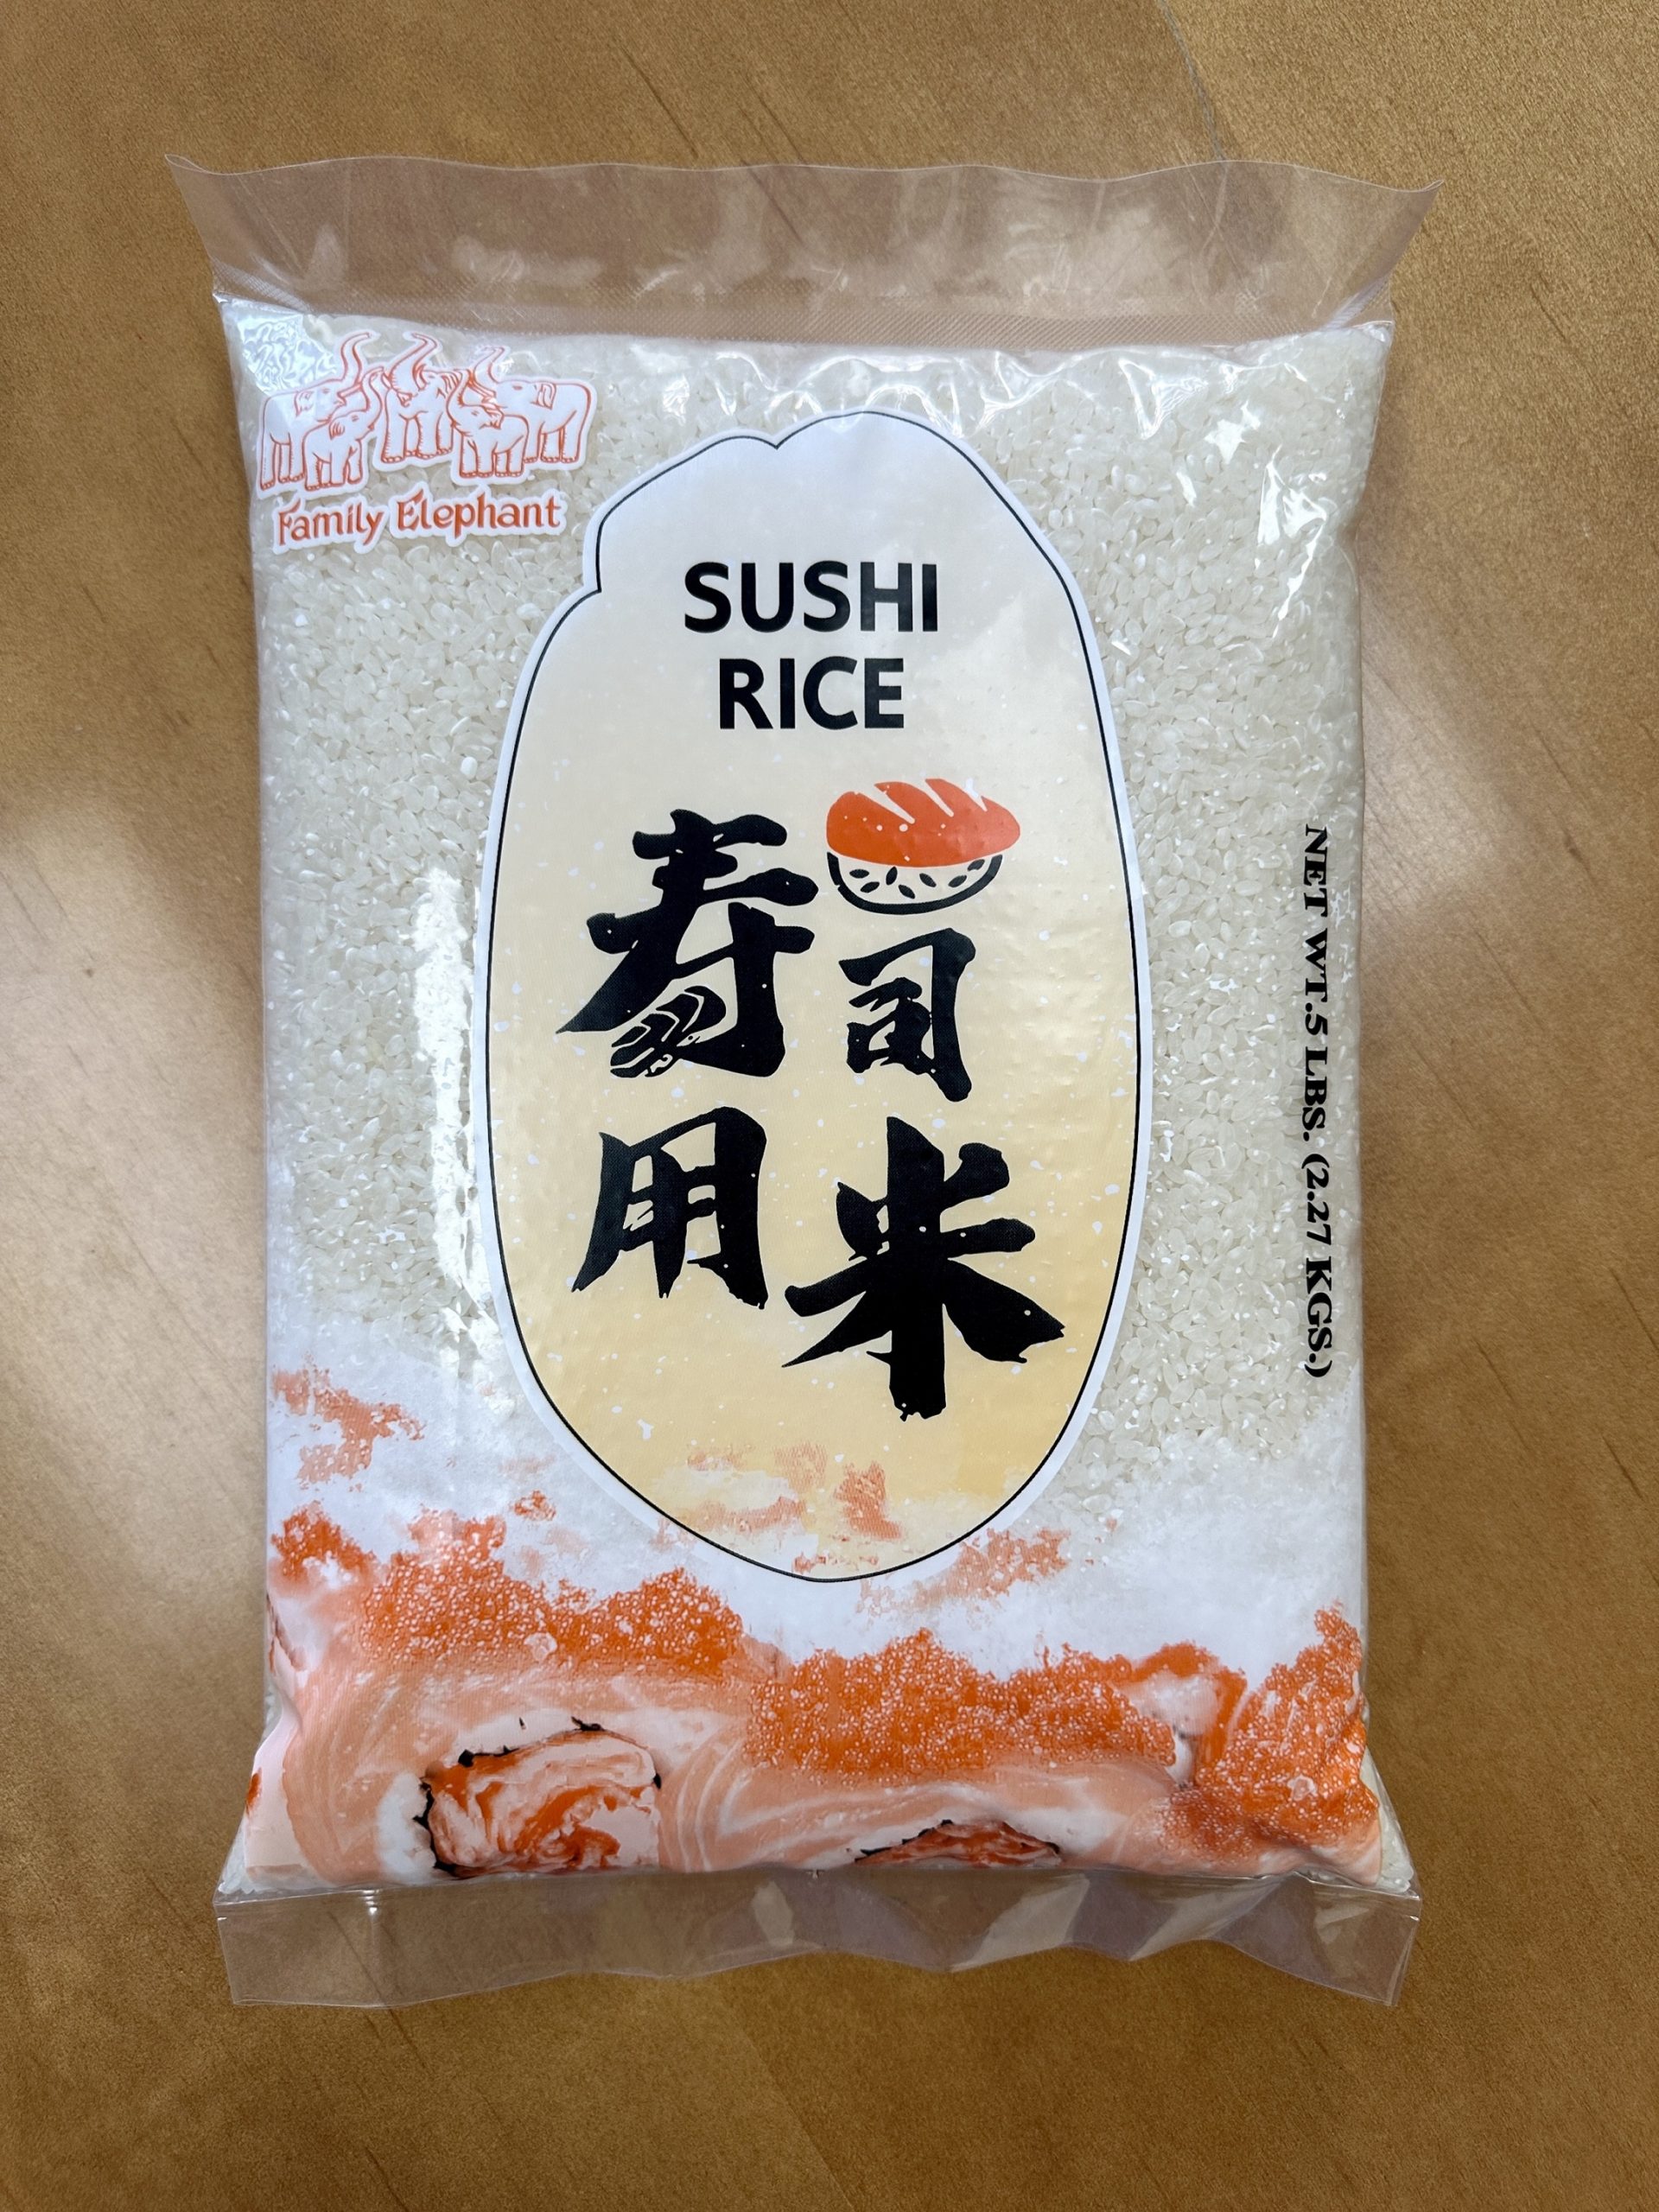 Family Elephant
SUSHI
RICE
寿司
用米
NET WT.5 LBS. (2.27 KGS.)